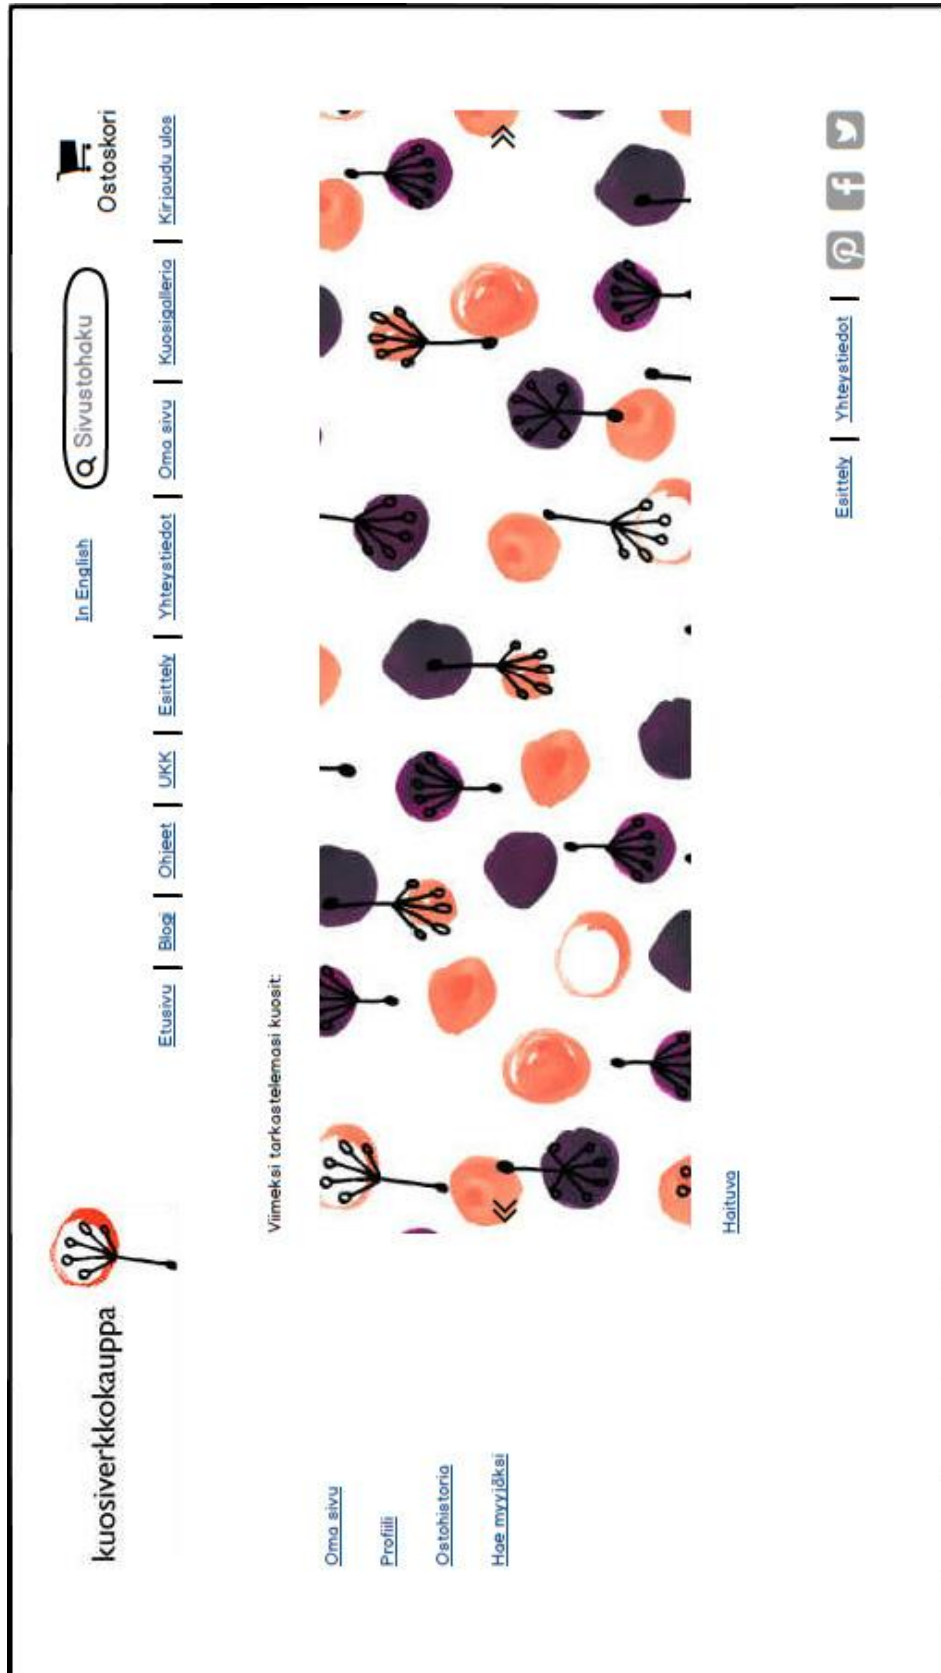 kuosiverkkokauppa
In English
Sivustohaku
Ostoskori
Etusivu | Blogi | Ohjeet | UKK | Esittely | Yhteystiedot | Oma sivu | Kuosigalleria | Kirjaudu ulos
Viimeksi tarkastelemasi kuosit:
Oma sivu
Profiili
Ostohistoria
Hae myyjäksi
Haituva
Esittely | Yhteystiedot |